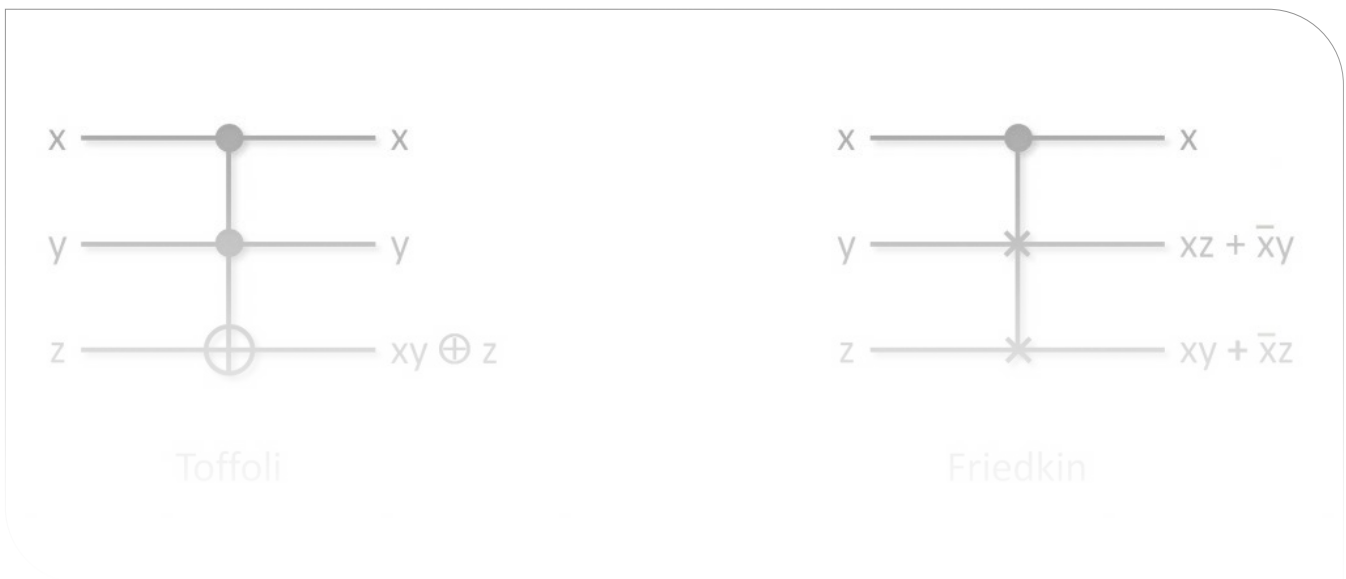 x x x x
y y y xz + x̅y
z xy ⊕ z z xy + x̅z
Toffoli Friedkin